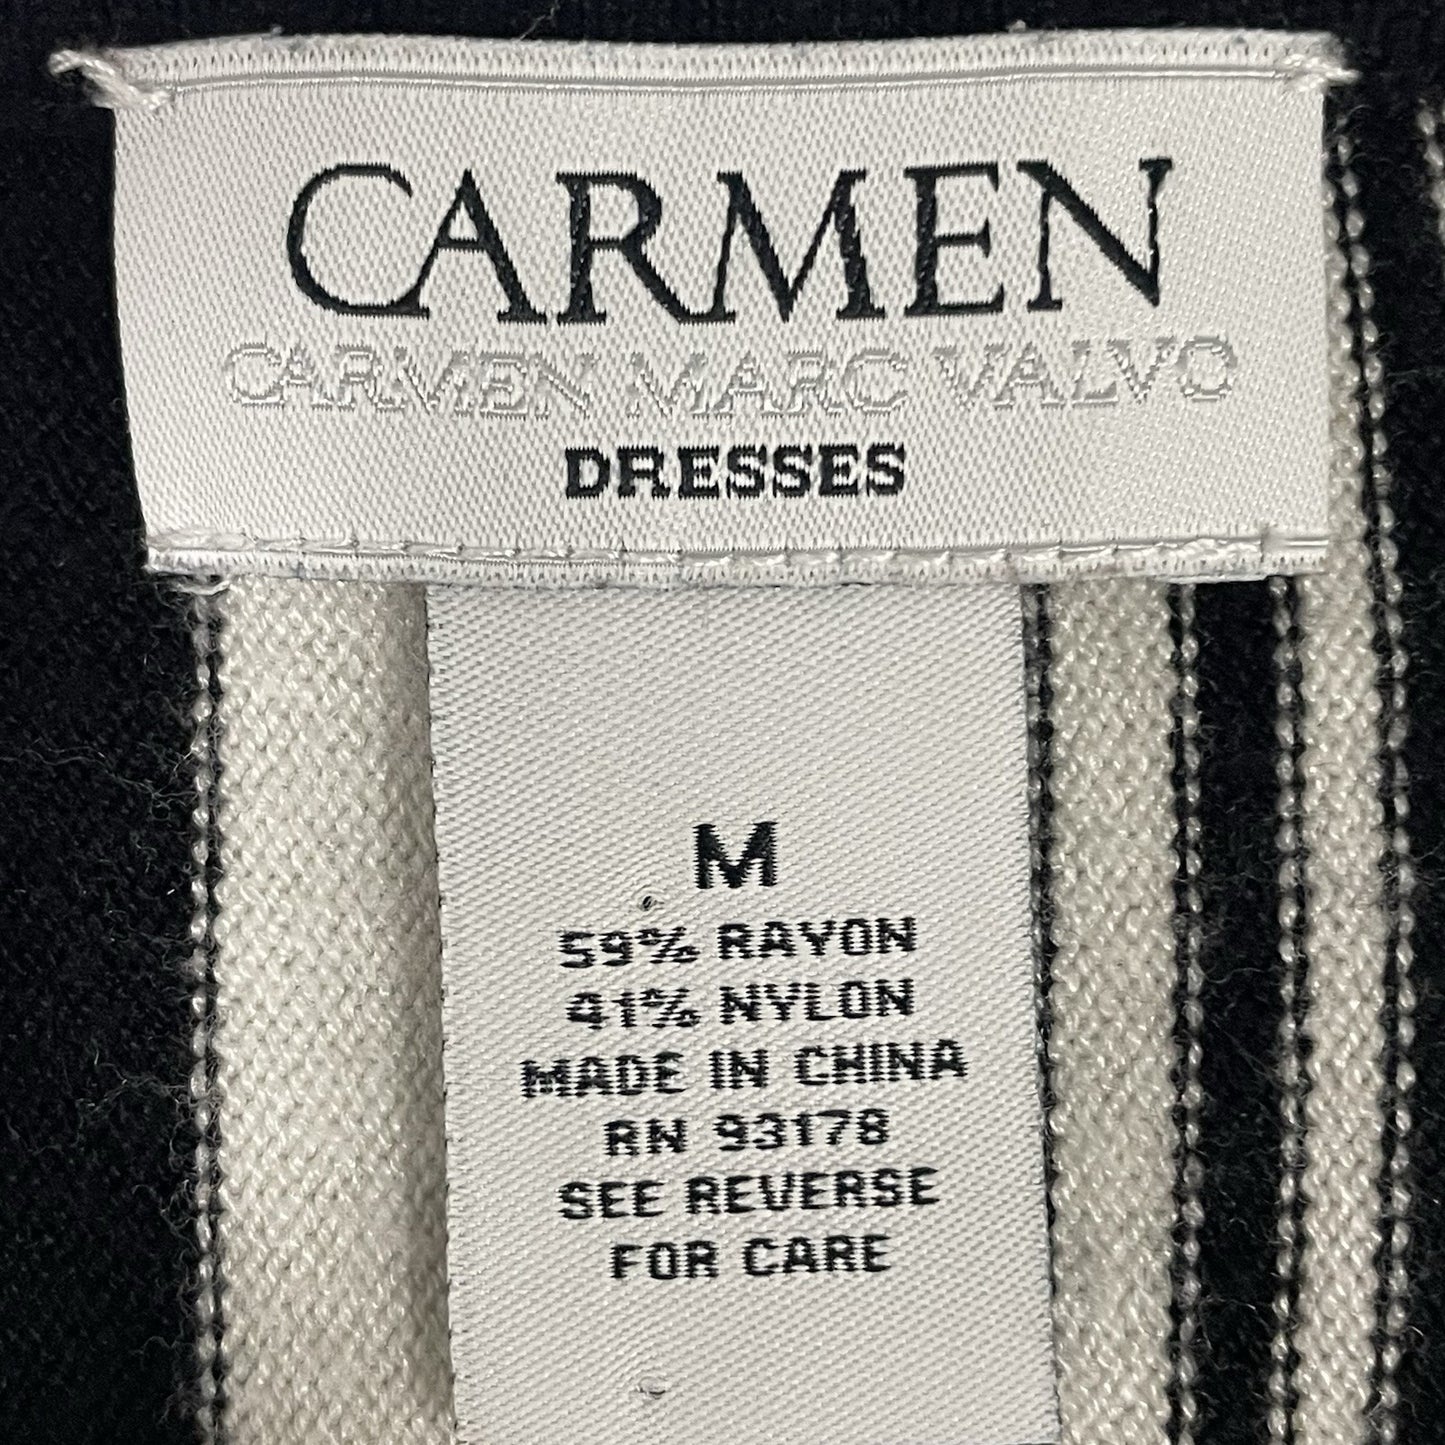 CARMEN
CARMEN MARC VALVO
DRESSES
M
59% RAYON
41% NYLON
MADE IN CHINA
RN 93178
SEE REVERSE
FOR CARE